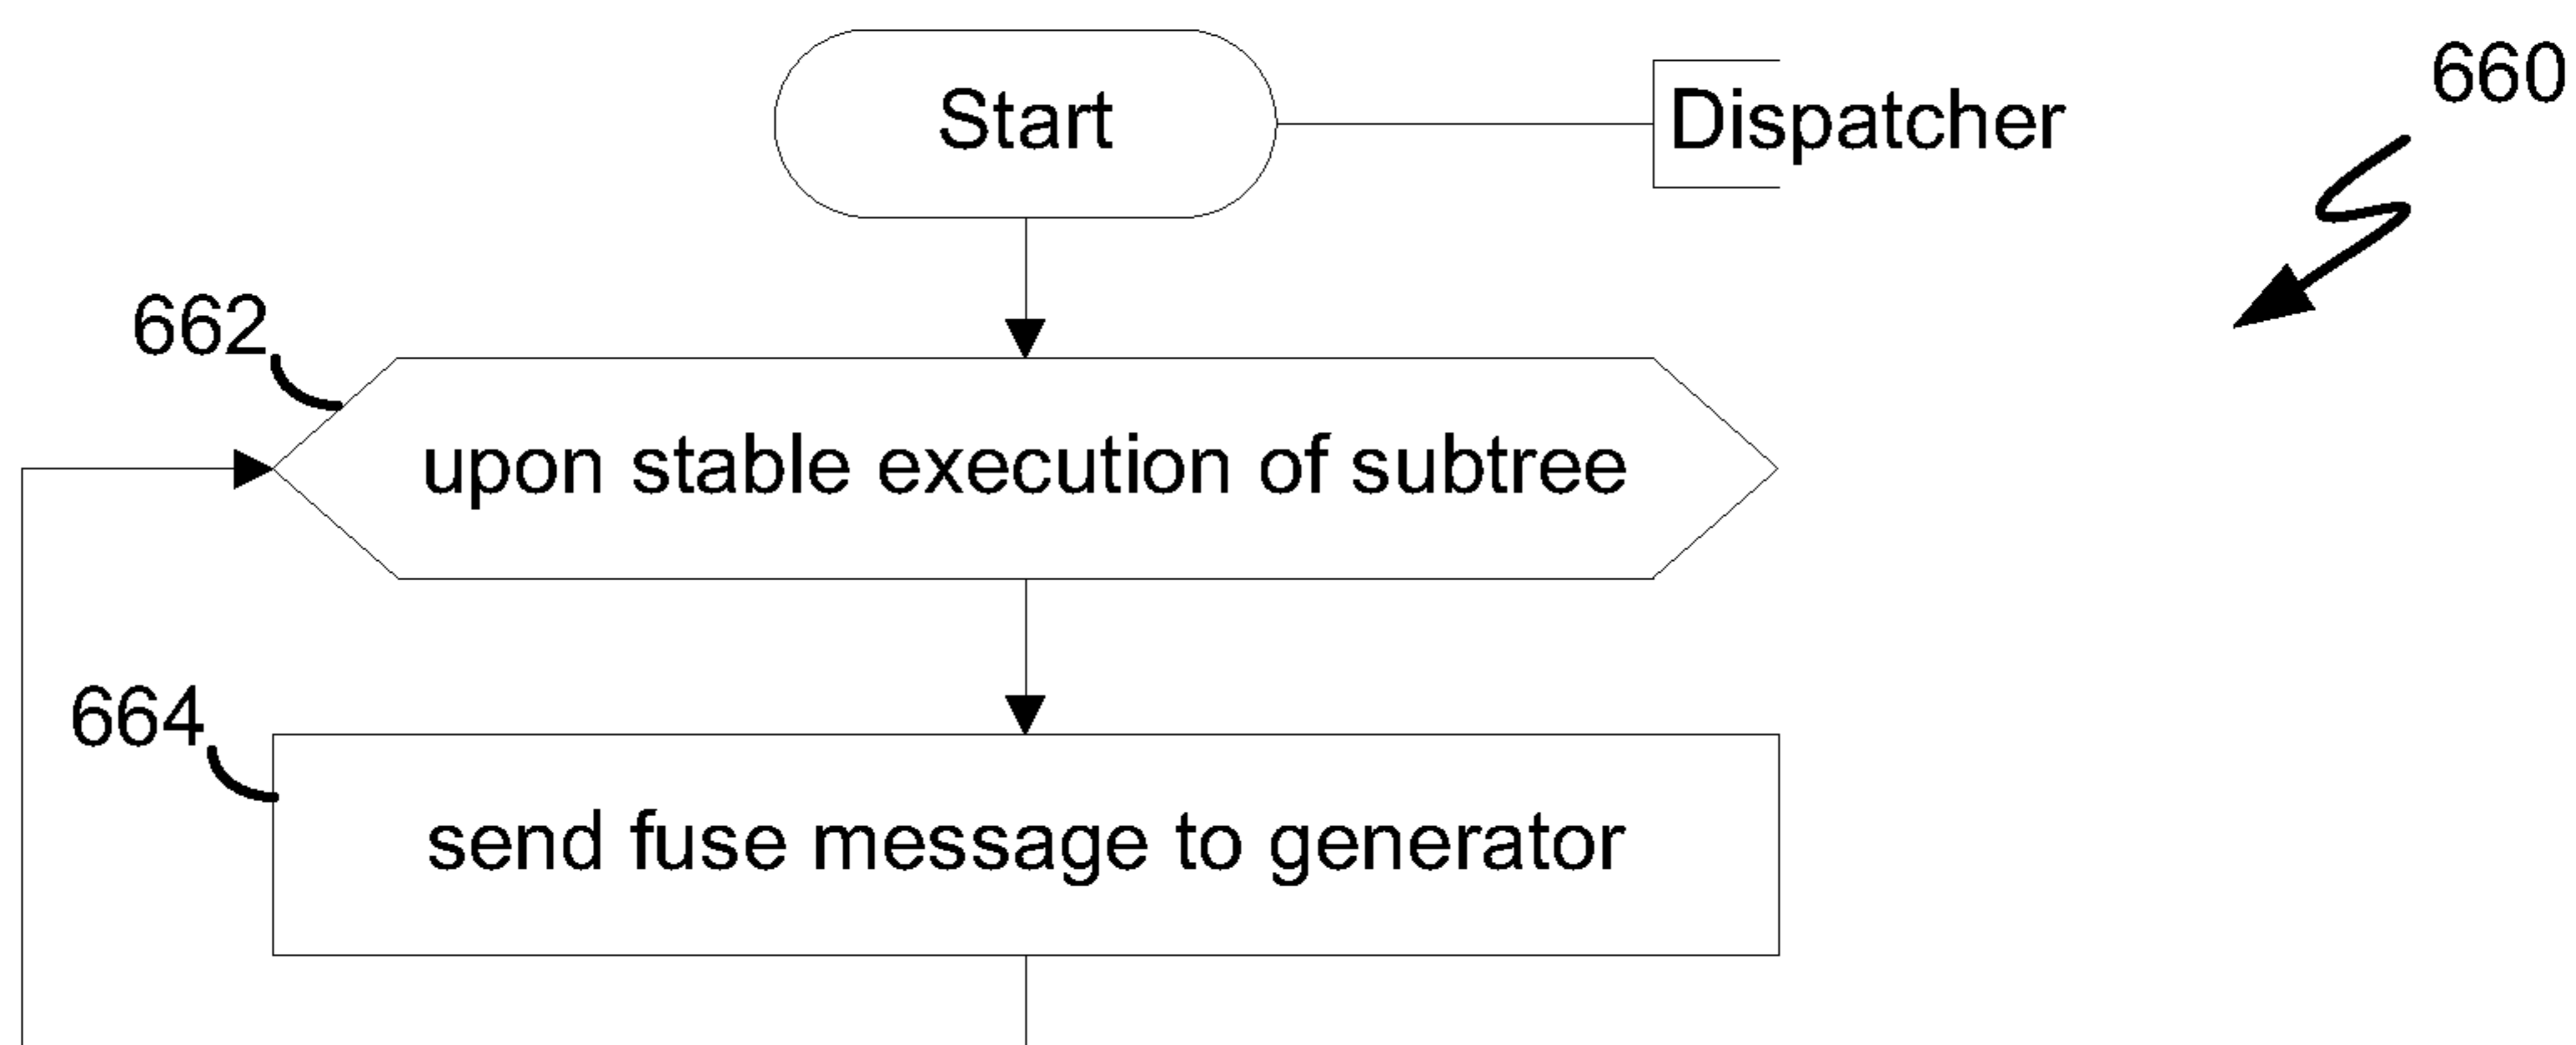 660
Start
Dispatcher
662
upon stable execution of subtree
664
send fuse message to generator